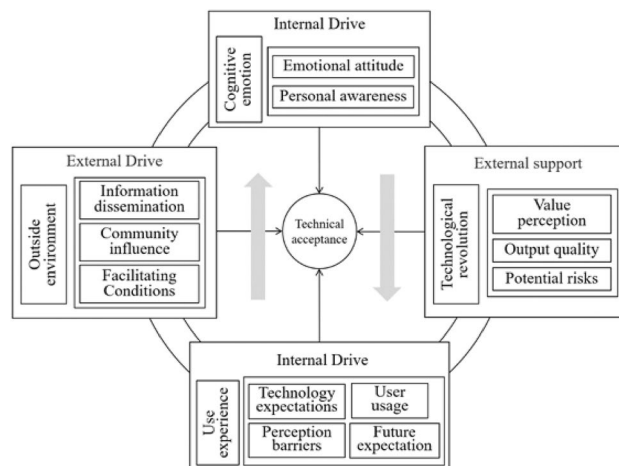 Internal Drive
Cognitive
emotion
Emotional attitude
Personal awareness
External Drive
Outside
environment
Information
dissemination
Community
influence
Facilitating
Conditions
Technical
acceptance
External support
Technological
revolution
Value
perception
Output quality
Potential risks
Internal Drive
Use
experience
Technology
expectations
User
usage
Perception
barriers
Future
expectation